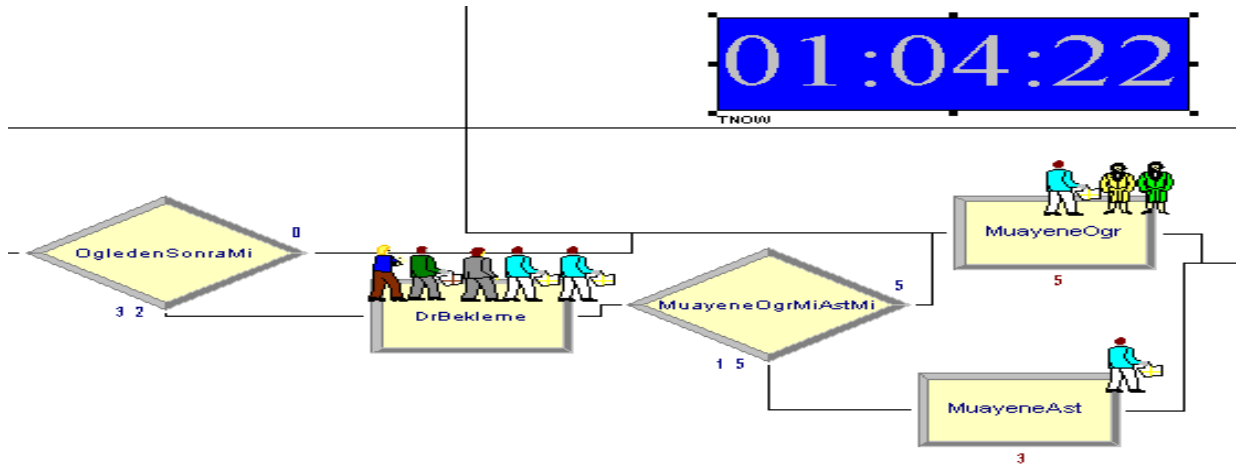 01:04:22
TNOW
OgledenSonraMi
0
3 2
DrBekleme
MuayeneOgrMiAstMi
5
1 5
MuayeneOgr
5
MuayeneAst
3